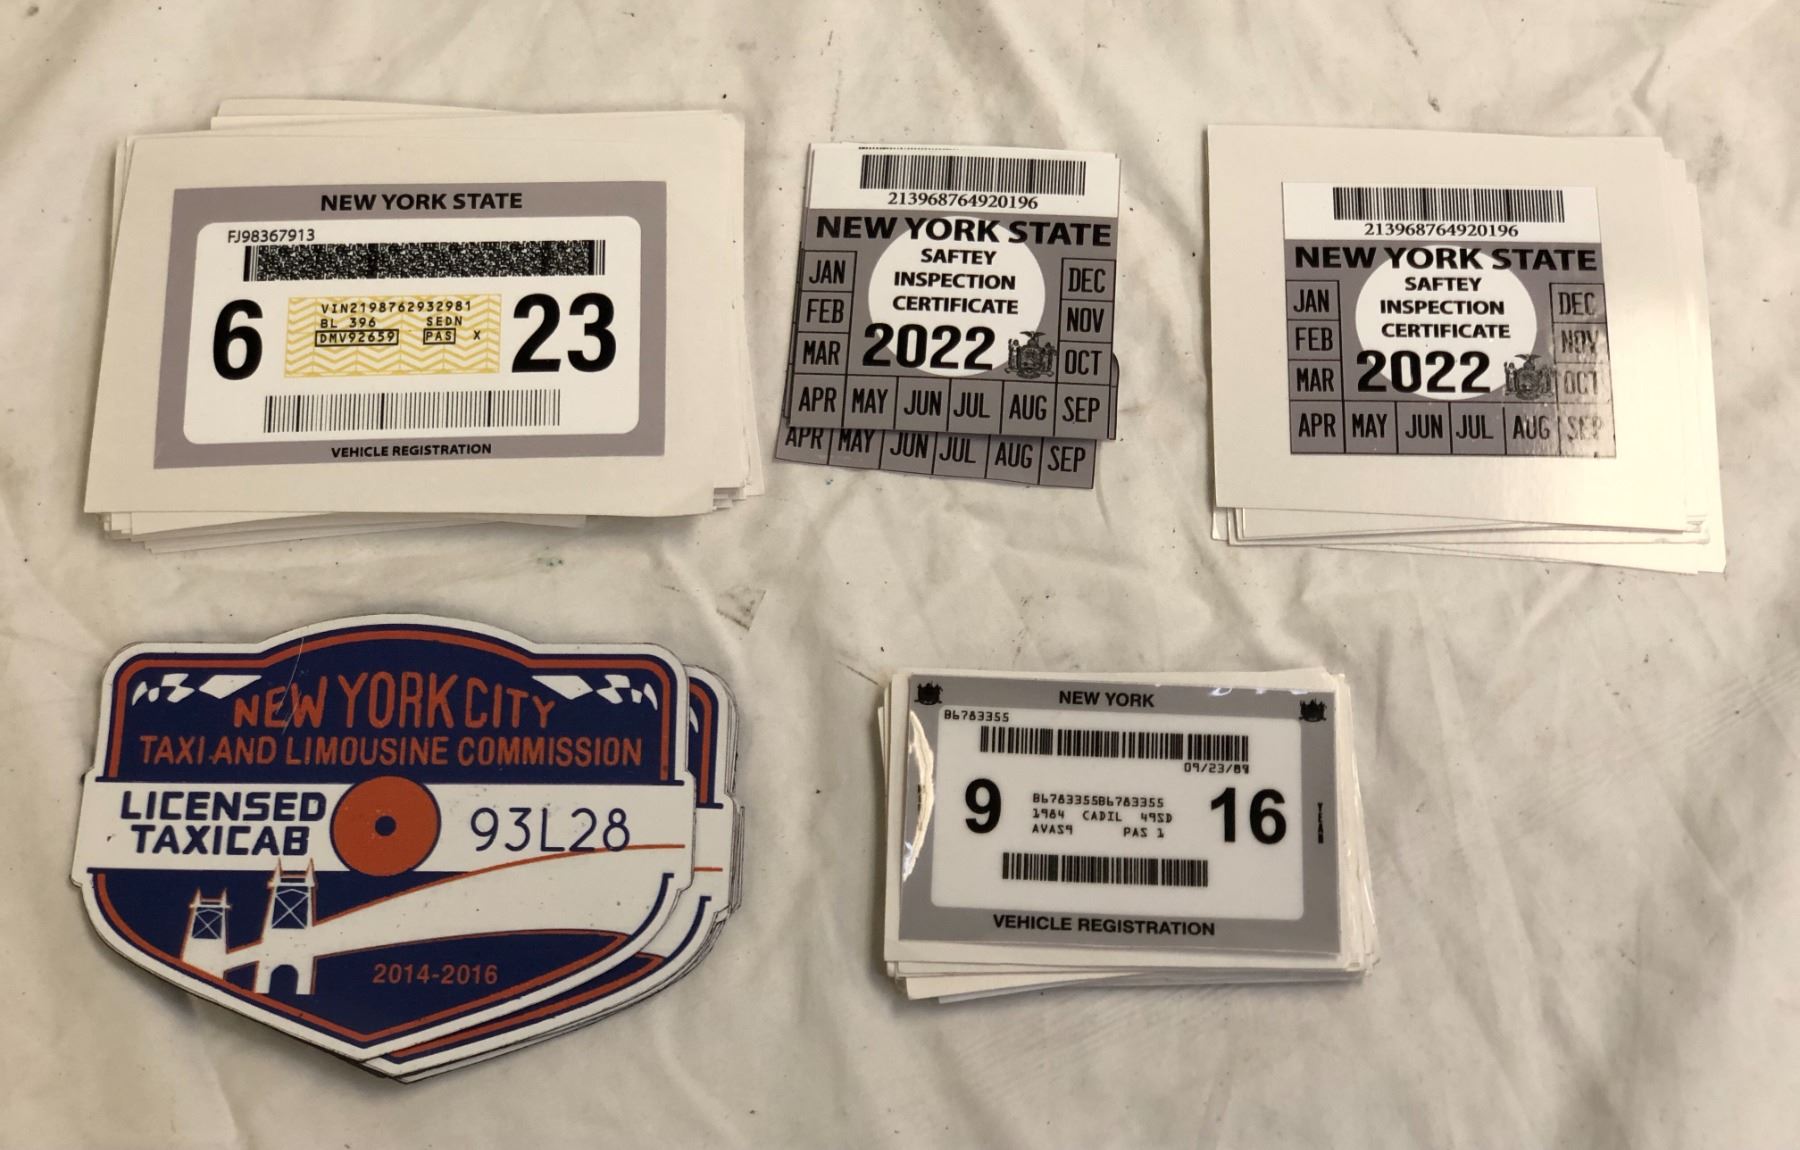 NEW YORK STATE
FJ98367913
6
VIN2198762932981
BL 396 SEDN
DMV92659 PAS X
23
VEHICLE REGISTRATION
213968764920196
NEW YORK STATE
SAFTEY
INSPECTION
CERTIFICATE
2022
JAN
FEB
MAR
DEC
NOV
OCT
APR MAY JUN JUL AUG SEP
APR MAY JUN JUL AUG SEP
213968764920196
NEW YORK STATE
SAFTEY
INSPECTION
CERTIFICATE
2022
JAN
FEB
MAR
DEC
NOV
OCT
APR MAY JUN JUL AUG SEP
NEW YORK CITY
TAXI AND LIMOUSINE COMMISSION
LICENSED
TAXICAB
93L28
2014-2016
NEW YORK
B6783355
09/23/89
9
B6783355B6783355
1984 CADIL 49SD
AVAS9 PAS 1
16
YEAR
VEHICLE REGISTRATION